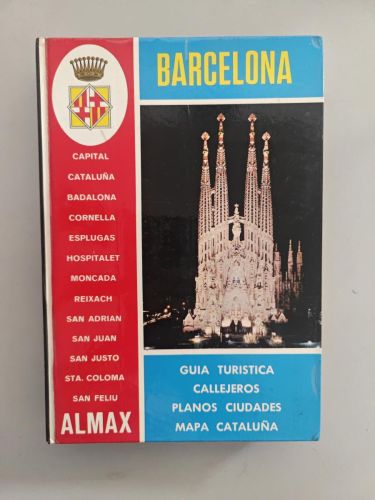 BARCELONA
CAPITAL
CATALUÑA
BADALONA
CORNELLA
ESPLUGAS
HOSPITALET
MONCADA
REIXACH
SAN ADRIAN
SAN JUAN
SAN JUSTO
STA. COLOMA
SAN FELIU
ALMAX
GUIA TURISTICA
CALLEJEROS
PLANOS CIUDADES
MAPA CATALUÑA